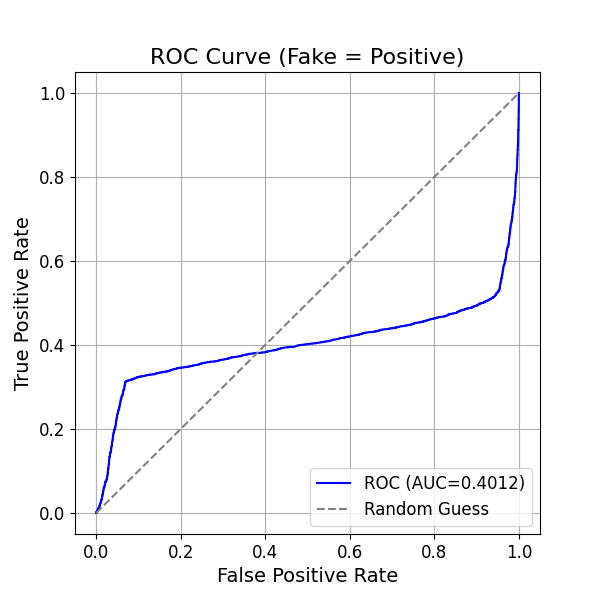 ROC Curve (Fake = Positive)
True Positive Rate
1.0
0.8
0.6
0.4
0.2
0.0
0.0 0.2 0.4 0.6 0.8 1.0
False Positive Rate
ROC (AUC=0.4012)
Random Guess